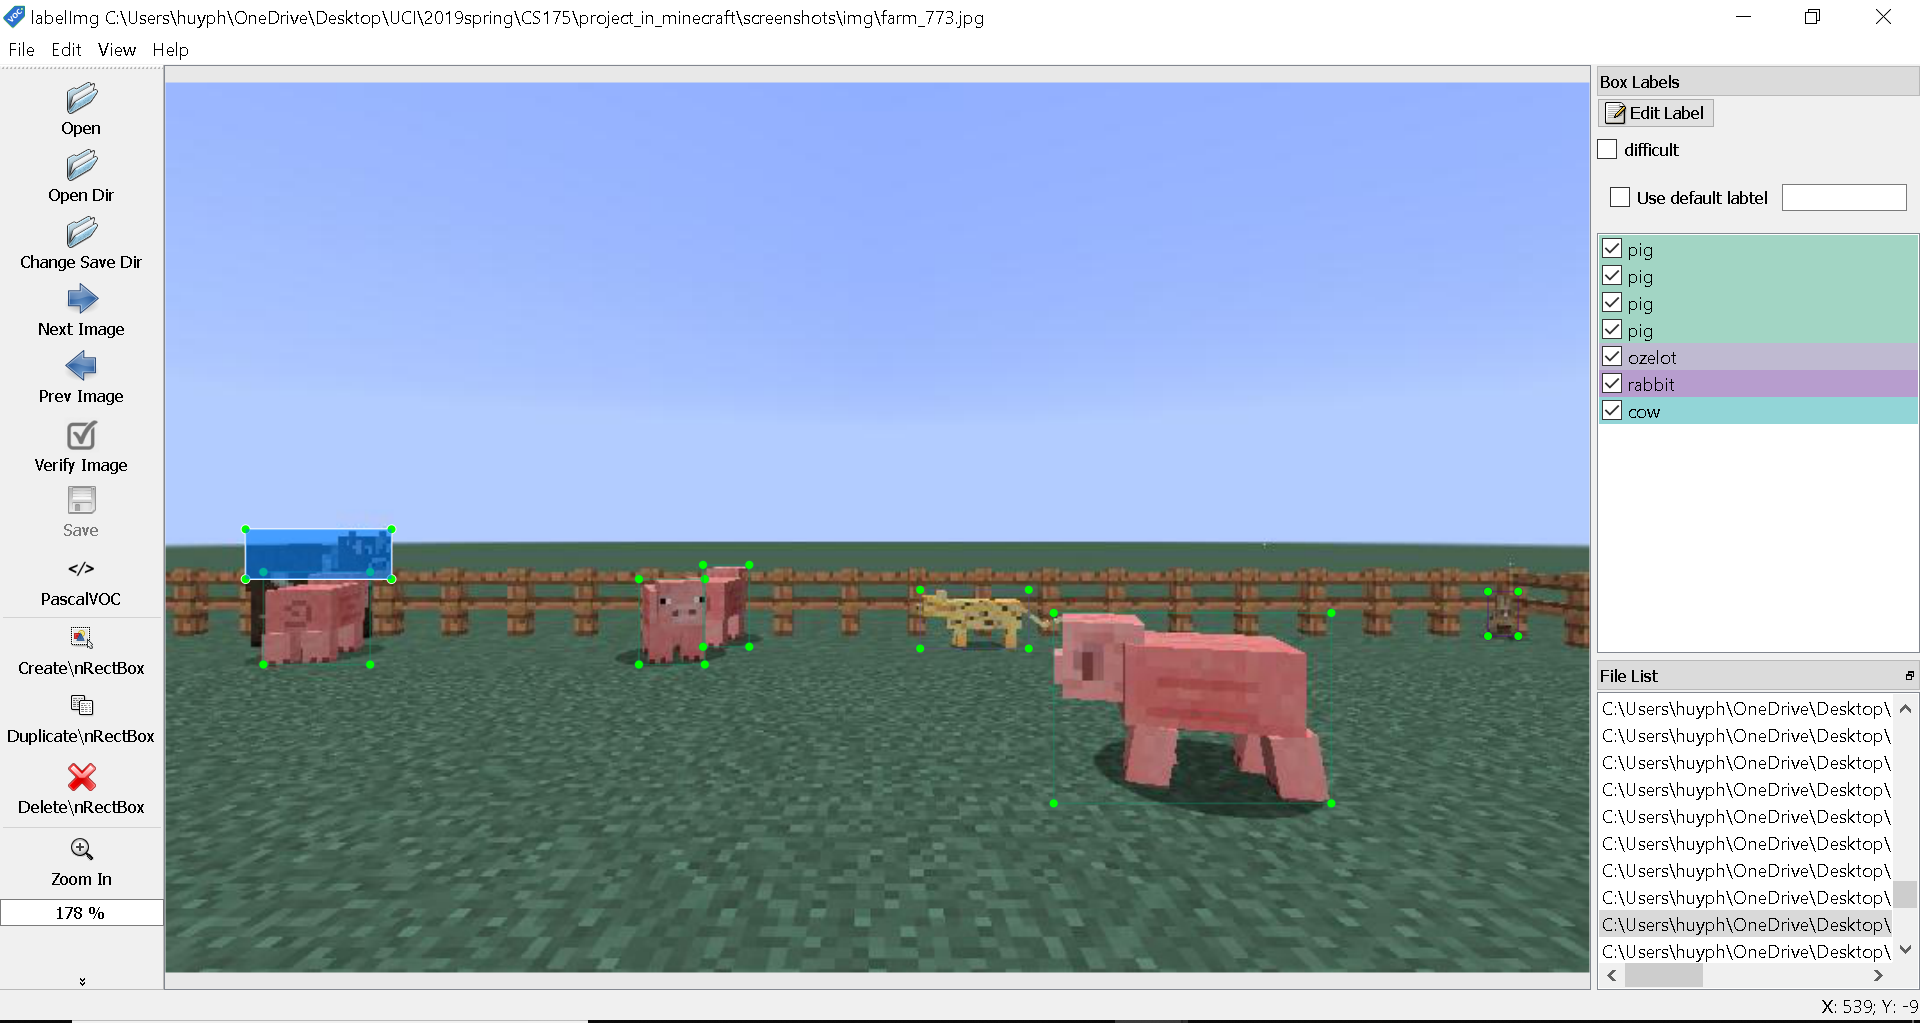 labelImg C:\Users\huyph\OneDrive\Desktop\UCI\2019spring\CS175\project_in_minecraft\screenshots\img\farm_773.jpg
File Edit View Help
Open
Open Dir
Change Save Dir
Next Image
Prev Image
Verify Image
Save
</>
PascalVOC
Create\nRectBox
Duplicate\nRectBox
Delete\nRectBox
Zoom In
178 %
Box Labels
Edit Label
difficult
Use default labtel
pig
pig
pig
pig
ozelot
rabbit
cow
File List
C:\Users\huyph\OneDrive\Desktop\
C:\Users\huyph\OneDrive\Desktop\
C:\Users\huyph\OneDrive\Desktop\
C:\Users\huyph\OneDrive\Desktop\
C:\Users\huyph\OneDrive\Desktop\
C:\Users\huyph\OneDrive\Desktop\
C:\Users\huyph\OneDrive\Desktop\
C:\Users\huyph\OneDrive\Desktop\
C:\Users\huyph\OneDrive\Desktop\
C:\Users\huyph\OneDrive\Desktop\
X: 539; Y: -9